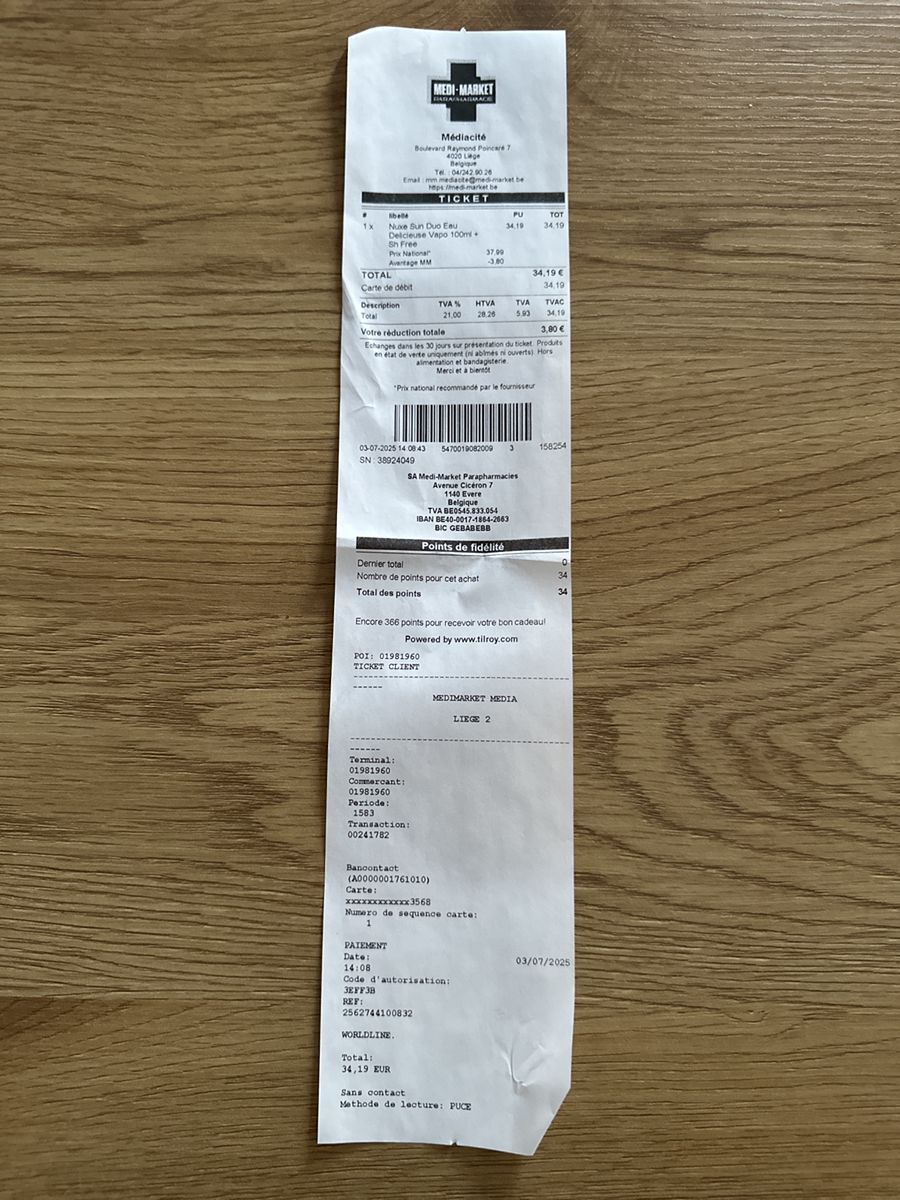 MEDI-MARKET
PARAPHARMACIE
Médiacité
Boulevard Raymond Poincaré 7
4020 Liège
Belgique
Tél. : 04/242.90.26
Email : mm.mediacite@medi-market.be
https://medi-market.be
TICKET
# libellé PU TOT
1 x Nuxe Sun Duo Eau 34,19 34,19
Delicieuse Vapo 100ml +
Sh Free
Prix National* 37,99
Avantage MM -3,80
TOTAL 34,19 €
Carte de débit 34,19
Description TVA % HTVA TVA TVAC
Total 21,00 28,26 5,93 34,19
Votre réduction totale 3,80 €
Echanges dans les 30 jours sur présentation du ticket. Produits
en état de vente uniquement (ni abîmés ni ouverts). Hors
alimentation et bandagisterie.
Merci et à bientôt
*Prix national recommandé par le fournisseur
03-07-2025 14:08:43 5470019082009 3 158254
SN : 38924049
SA Medi-Market Parapharmacies
Avenue Cicéron 7
1140 Evere
Belgique
TVA BE0545.833.054
IBAN BE40-0017-1864-2663
BIC GEBABEBB
Points de fidélité
Dernier total 0
Nombre de points pour cet achat 34
Total des points 34
Encore 366 points pour recevoir votre bon cadeau!
Powered by www.tilroy.com
POI: 01981960
TICKET CLIENT
MEDIMARKET MEDIA
LIEGE 2
Terminal:
01981960
Commercant:
01981960
Periode:
1583
Transaction:
00241782
Bancontact
(A0000001761010)
Carte:
xxxxxxxxxxxx3568
Numero de sequence carte:
1
PAIEMENT
Date: 03/07/2025
14:08
Code d'autorisation:
3EFF3B
REF:
2562744100832
WORLDLINE.
Total:
34,19 EUR
Sans contact
Methode de lecture: PUCE